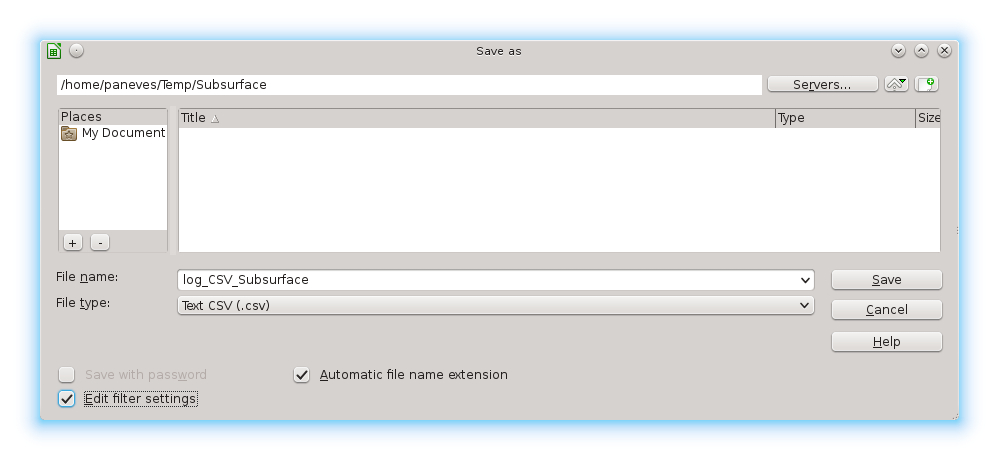 Save as
/home/paneves/Temp/Subsurface
Servers...
Places
Title
Type
Size
My Document
+
-
File name:
log_CSV_Subsurface
Save
File type:
Text CSV (.csv)
Cancel
Help
Save with password
Automatic file name extension
Edit filter settings